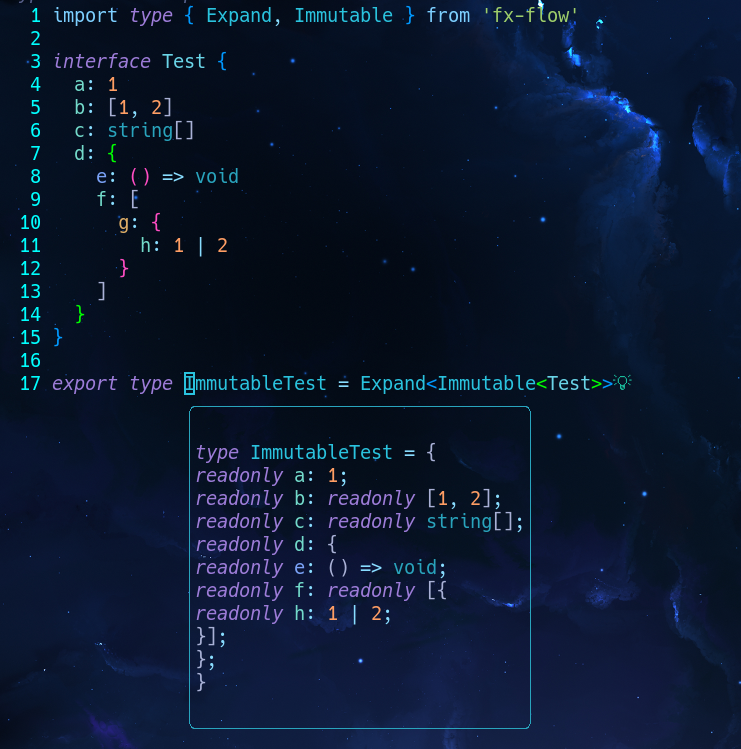 1 import type { Expand, Immutable } from 'fx-flow'
2
3 interface Test {
4   a: 1
5   b: [1, 2]
6   c: string[]
7   d: {
8     e: () => void
9     f: [
10       g: {
11         h: 1 | 2
12       }
13     ]
14   }
15 }
16
17 export type ImmutableTest = Expand<Immutable<Test>>
type ImmutableTest = {
readonly a: 1;
readonly b: readonly [1, 2];
readonly c: readonly string[];
readonly d: {
readonly e: () => void;
readonly f: readonly [{
readonly h: 1 | 2;
}];
};
}